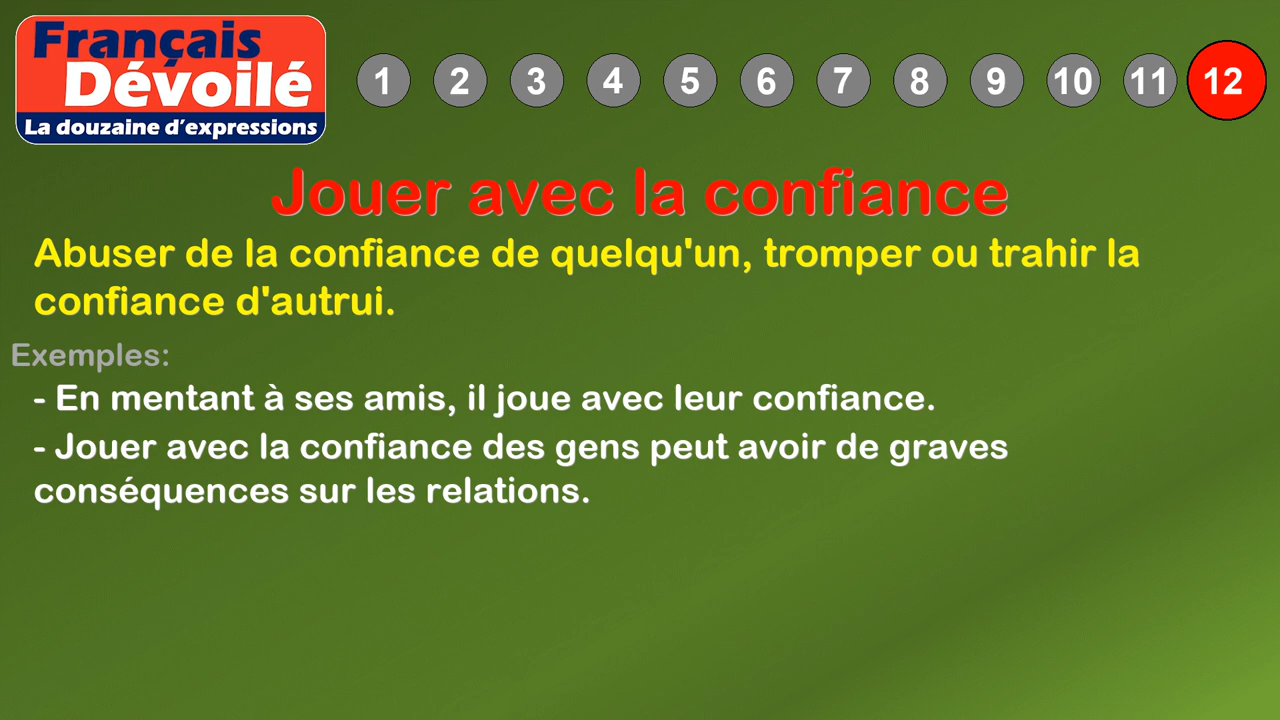 Français
Dévoilé
La douzaine d'expressions
1 2 3 4 5 6 7 8 9 10 11 12
Jouer avec la confiance
Abuser de la confiance de quelqu'un, tromper ou trahir la
confiance d'autrui.
Exemples:
- En mentant à ses amis, il joue avec leur confiance.
- Jouer avec la confiance des gens peut avoir de graves
conséquences sur les relations.